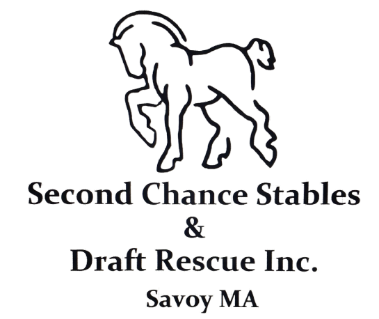 Second Chance Stables
&
Draft Rescue Inc.
Savoy MA